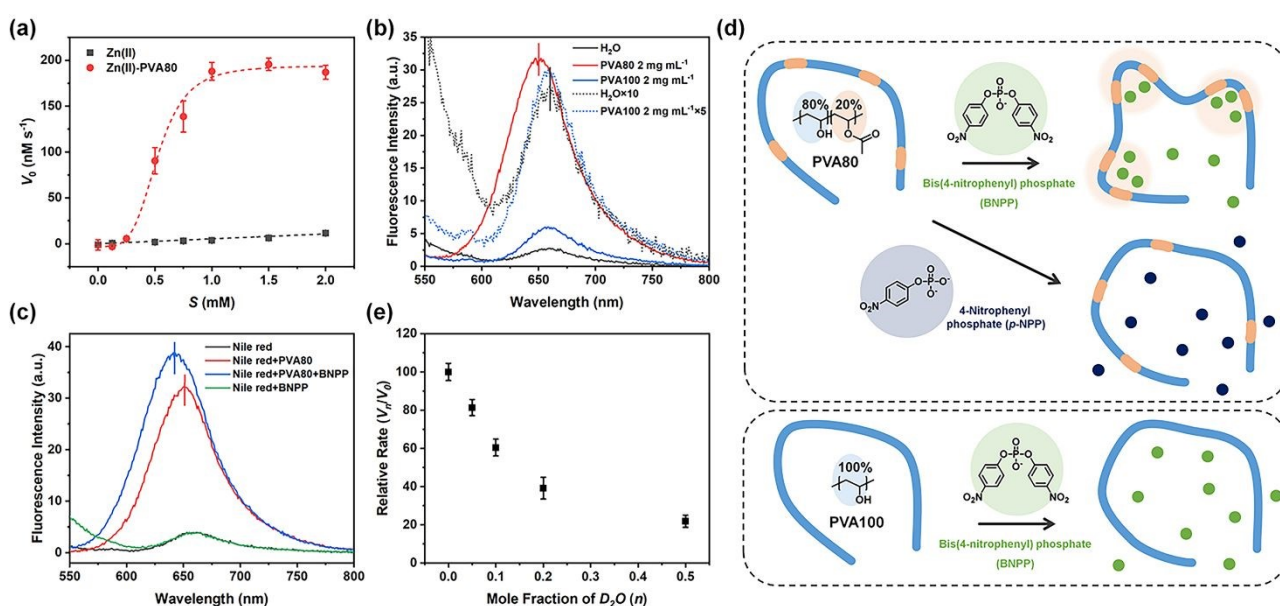 (a)
Zn(II)
Zn(II)-PVA80
200
150
100
50
0
V0 (nM s-1)
0.0 0.5 1.0 1.5 2.0
S (mM)
(b)
H2O
PVA80 2 mg mL-1
PVA100 2 mg mL-1
H2O×10
PVA100 2 mg mL-1×5
35
30
25
20
15
10
5
0
Fluorescence Intensity (a.u.)
550 600 650 700 750 800
Wavelength (nm)
(c)
Nile red
Nile red+PVA80
Nile red+PVA80+BNPP
Nile red+BNPP
40
30
20
10
0
Fluorescence Intensity (a.u.)
550 600 650 700 750 800
Wavelength (nm)
(e)
120
100
80
60
40
20
0
Relative Rate (Vn/V0)
0.0 0.1 0.2 0.3 0.4 0.5
Mole Fraction of D2O (n)
(d)
80% 20%
OH O O
PVA80
O
O-P-O
O-
O2N NO2
Bis(4-nitrophenyl) phosphate
(BNPP)
O
O-P-O-
O-
O2N
4-Nitrophenyl
phosphate (p-NPP)
100%
OH
PVA100
O
O-P-O
O-
O2N NO2
Bis(4-nitrophenyl) phosphate
(BNPP)